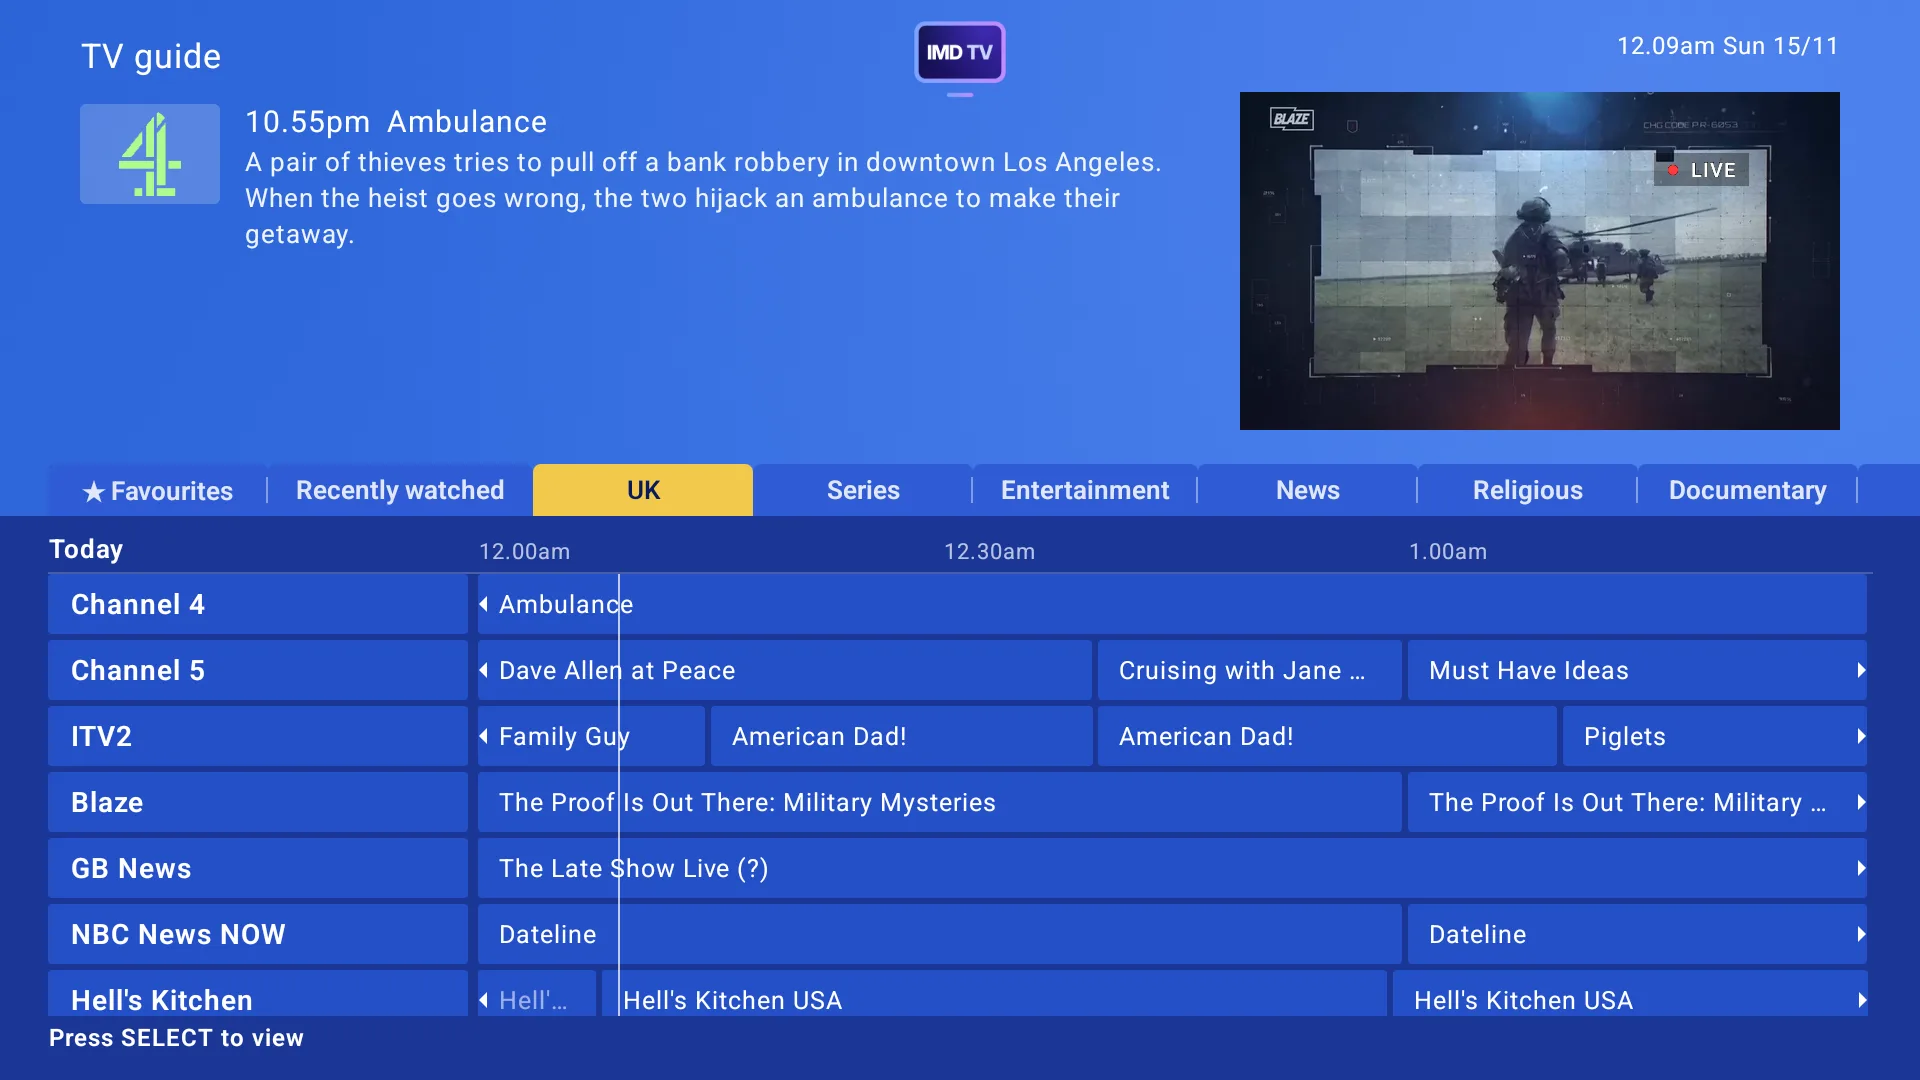 TV guide
IMD TV
12.09am Sun 15/11
4
10.55pm Ambulance
A pair of thieves tries to pull off a bank robbery in downtown Los Angeles.
When the heist goes wrong, the two hijack an ambulance to make their
getaway.
BLAZE
CHG CODE P.R-6053
LIVE
★ Favourites
Recently watched
UK
Series
Entertainment
News
Religious
Documentary
Today
12.00am
12.30am
1.00am
Channel 4
Ambulance
Channel 5
Dave Allen at Peace
Cruising with Jane …
Must Have Ideas
ITV2
Family Guy
American Dad!
American Dad!
Piglets
Blaze
The Proof Is Out There: Military Mysteries
The Proof Is Out There: Military …
GB News
The Late Show Live (?)
NBC News NOW
Dateline
Dateline
Hell's Kitchen
Hell'…
Hell's Kitchen USA
Hell's Kitchen USA
Press SELECT to view